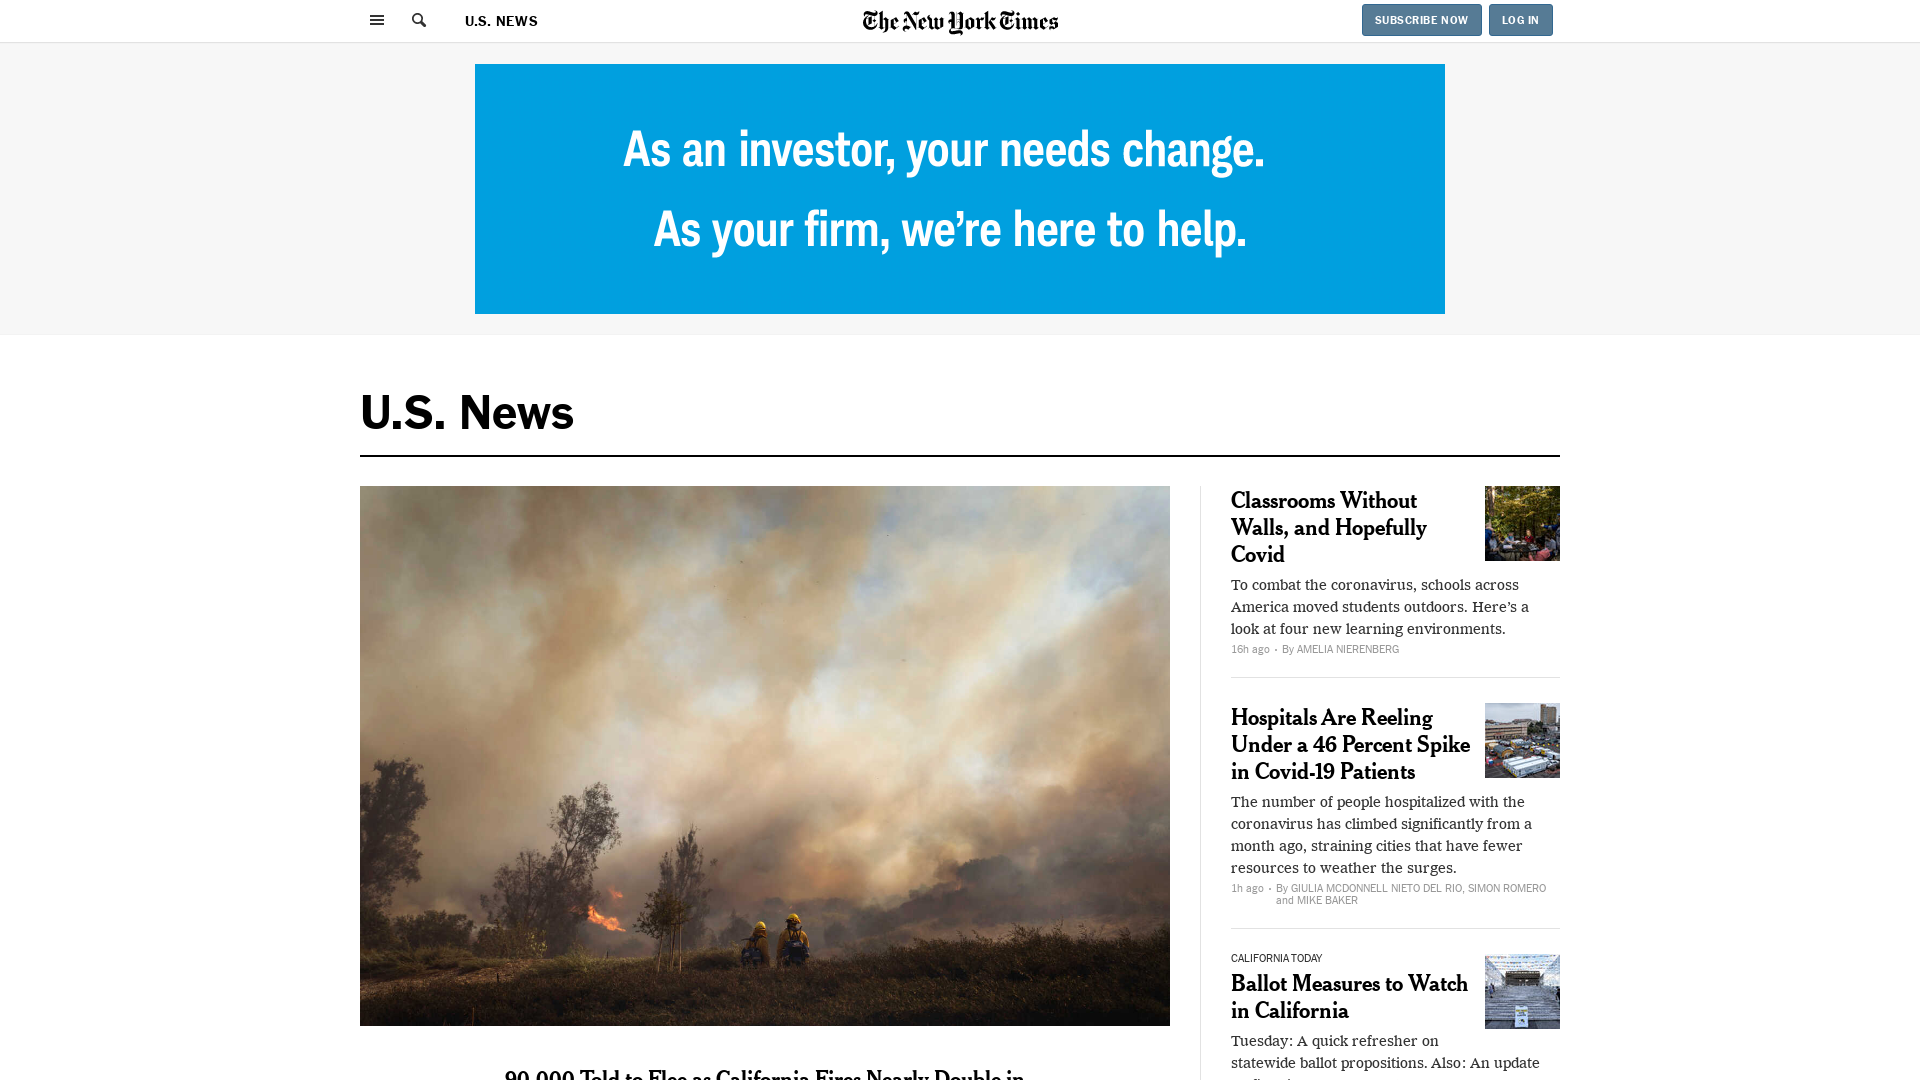 U.S. NEWS
The New York Times
SUBSCRIBE NOW
LOG IN
As an investor, your needs change.
As your firm, we’re here to help.
U.S. News
90,000 Told to Flee as California Fires Nearly Double in
Classrooms Without
Walls, and Hopefully
Covid
To combat the coronavirus, schools across
America moved students outdoors. Here’s a
look at four new learning environments.
16h ago • By AMELIA NIERENBERG
Hospitals Are Reeling
Under a 46 Percent Spike
in Covid-19 Patients
The number of people hospitalized with the
coronavirus has climbed significantly from a
month ago, straining cities that have fewer
resources to weather the surges.
1h ago • By GIULIA MCDONNELL NIETO DEL RIO, SIMON ROMERO
and MIKE BAKER
CALIFORNIA TODAY
Ballot Measures to Watch
in California
Tuesday: A quick refresher on
statewide ballot propositions. Also: An update